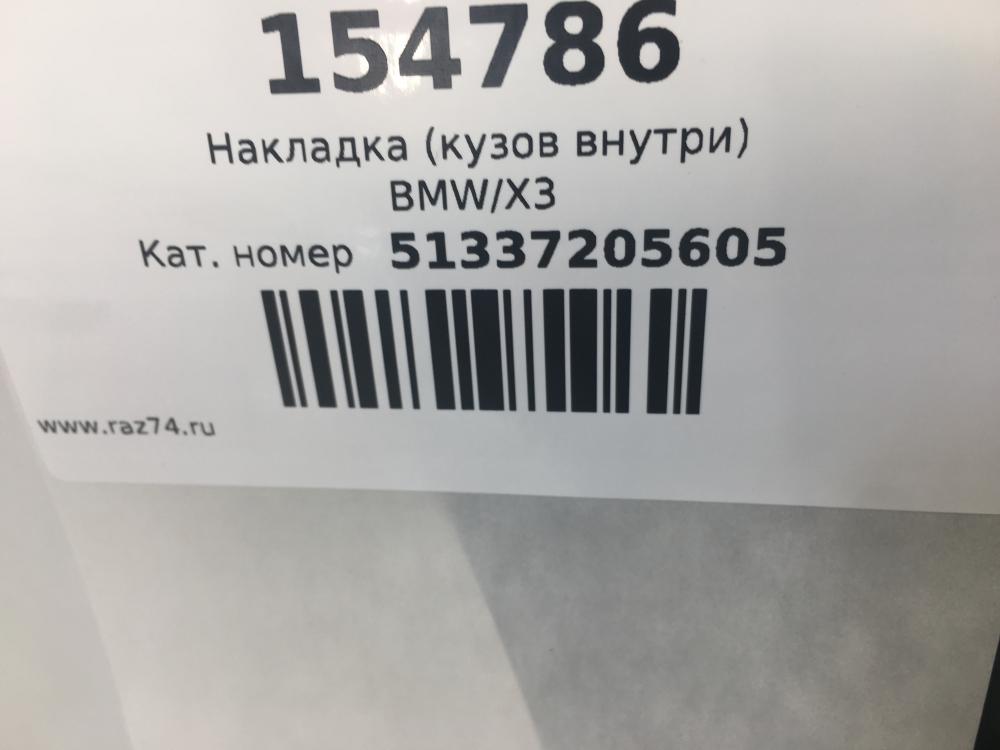 154786
Накладка (кузов внутри)
BMW/X3
Кат. номер 51337205605
www.raz74.ru